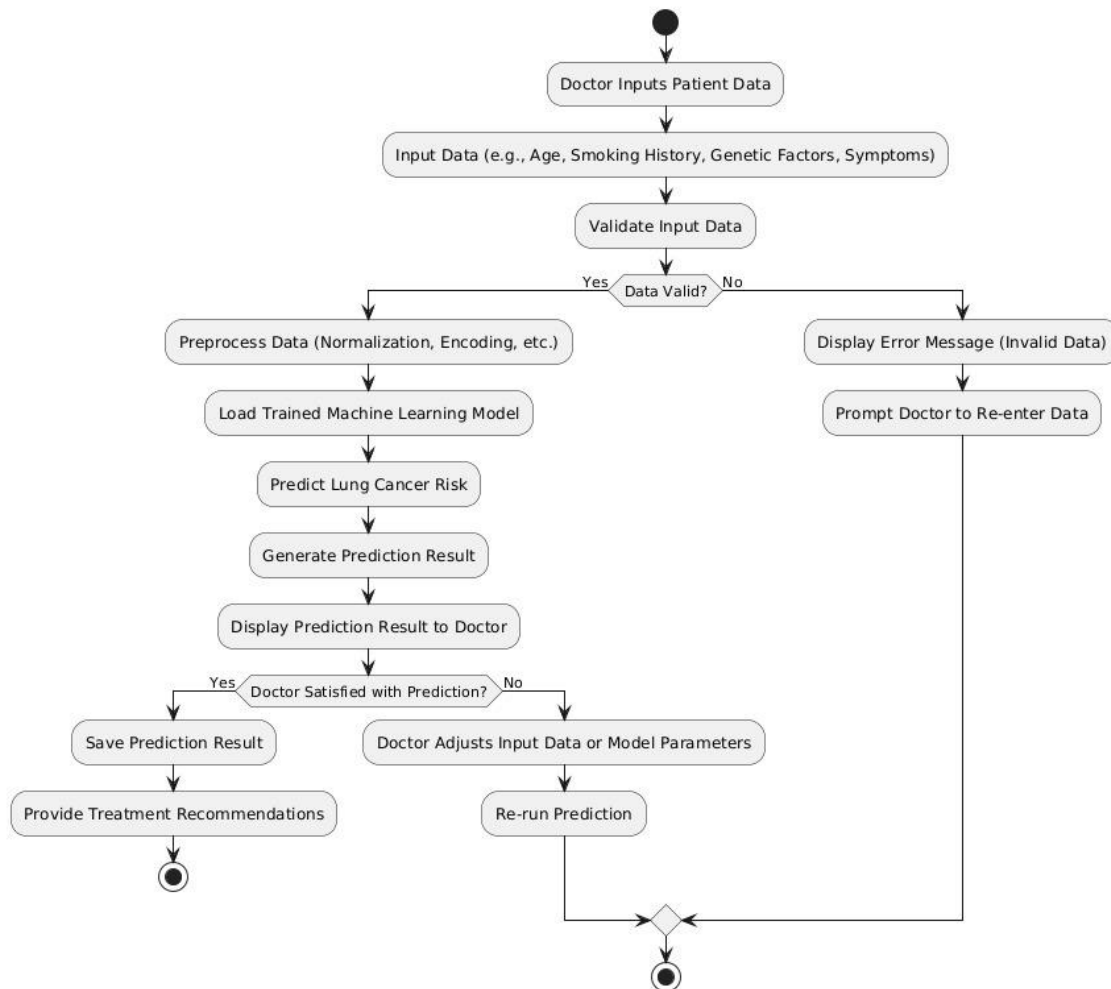 Doctor Inputs Patient Data
Input Data (e.g., Age, Smoking History, Genetic Factors, Symptoms)
Validate Input Data
Yes
Data Valid?
No
Preprocess Data (Normalization, Encoding, etc.)
Display Error Message (Invalid Data)
Load Trained Machine Learning Model
Prompt Doctor to Re-enter Data
Predict Lung Cancer Risk
Generate Prediction Result
Display Prediction Result to Doctor
Yes
Doctor Satisfied with Prediction?
No
Save Prediction Result
Doctor Adjusts Input Data or Model Parameters
Provide Treatment Recommendations
Re-run Prediction